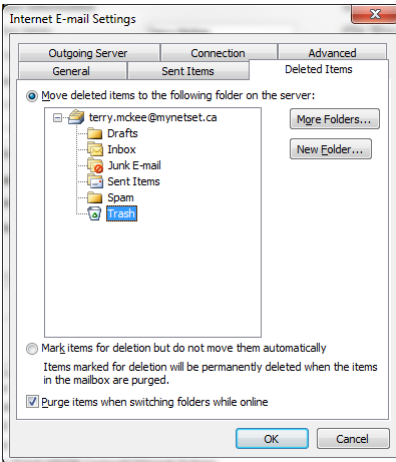 Internet E-mail Settings
Outgoing Server Connection Advanced
General Sent Items Deleted Items
Move deleted items to the following folder on the server:
terry.mckee@mynetset.ca
Drafts
Inbox
Junk E-mail
Sent Items
Spam
Trash
More Folders...
New Folder...
Mark items for deletion but do not move them automatically
Items marked for deletion will be permanently deleted when the items
in the mailbox are purged.
Purge items when switching folders while online
OK Cancel